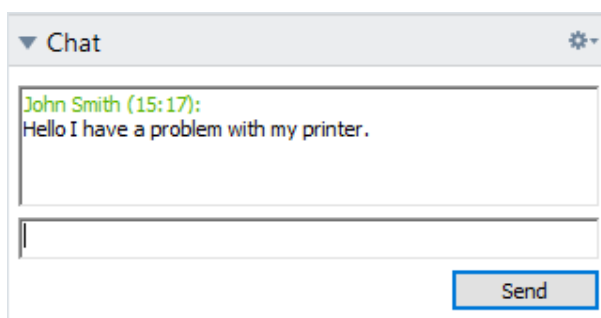 Chat
John Smith (15:17):
Hello I have a problem with my printer.
Send